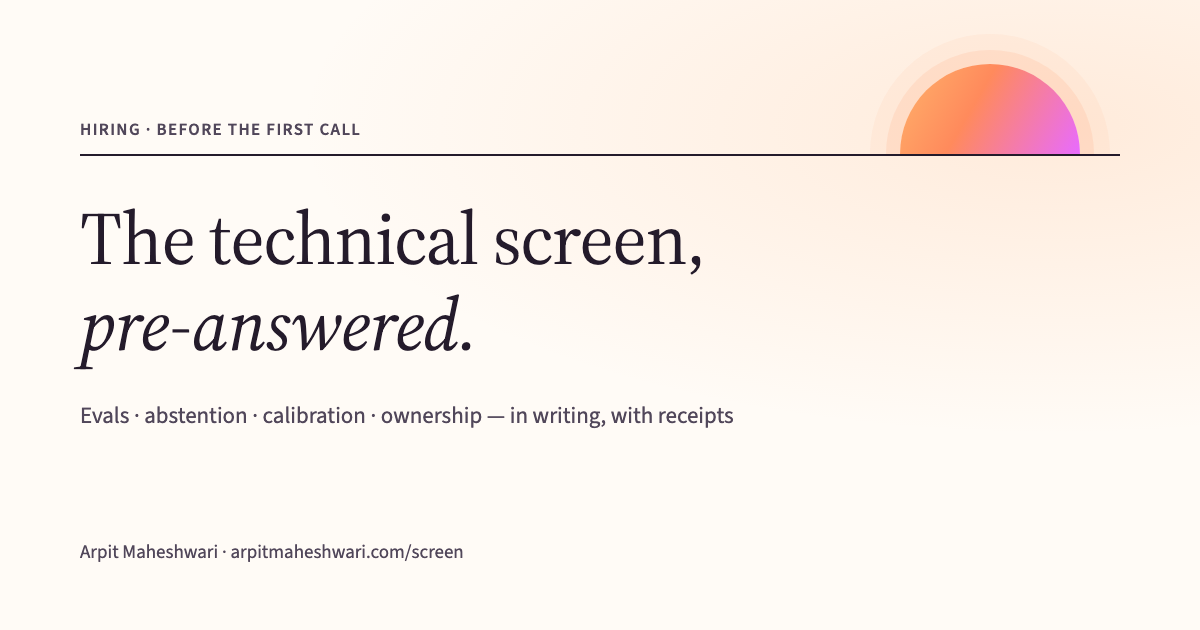 HIRING · BEFORE THE FIRST CALL
The technical screen,
pre-answered.
Evals · abstention · calibration · ownership — in writing, with receipts
Arpit Maheshwari · arpitmaheshwari.com/screen